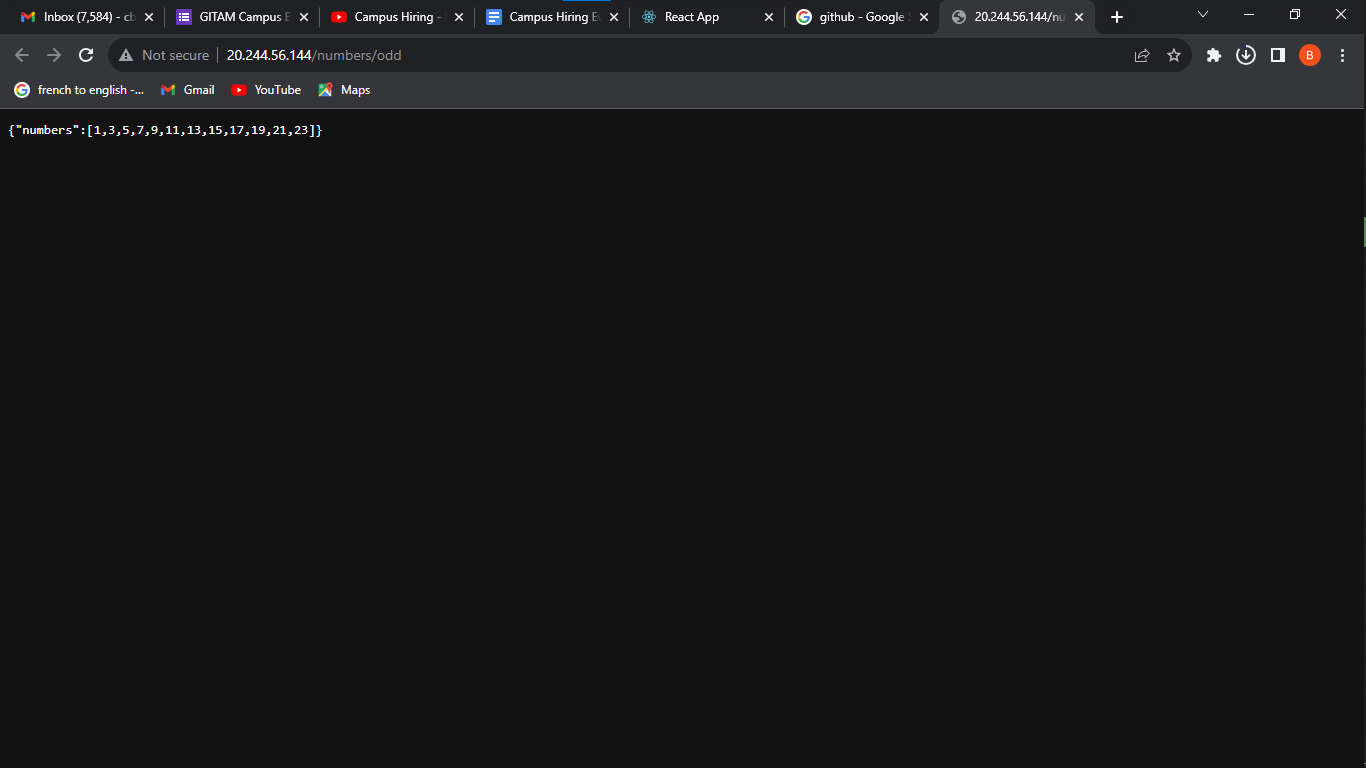 Inbox (7,584) - cb
GITAM Campus E
Campus Hiring -
Campus Hiring Ev
React App
github - Google
20.244.56.144/nu
Not secure
20.244.56.144/numbers/odd
B
french to english -...
Gmail
YouTube
Maps
{"numbers":[1,3,5,7,9,11,13,15,17,19,21,23]}